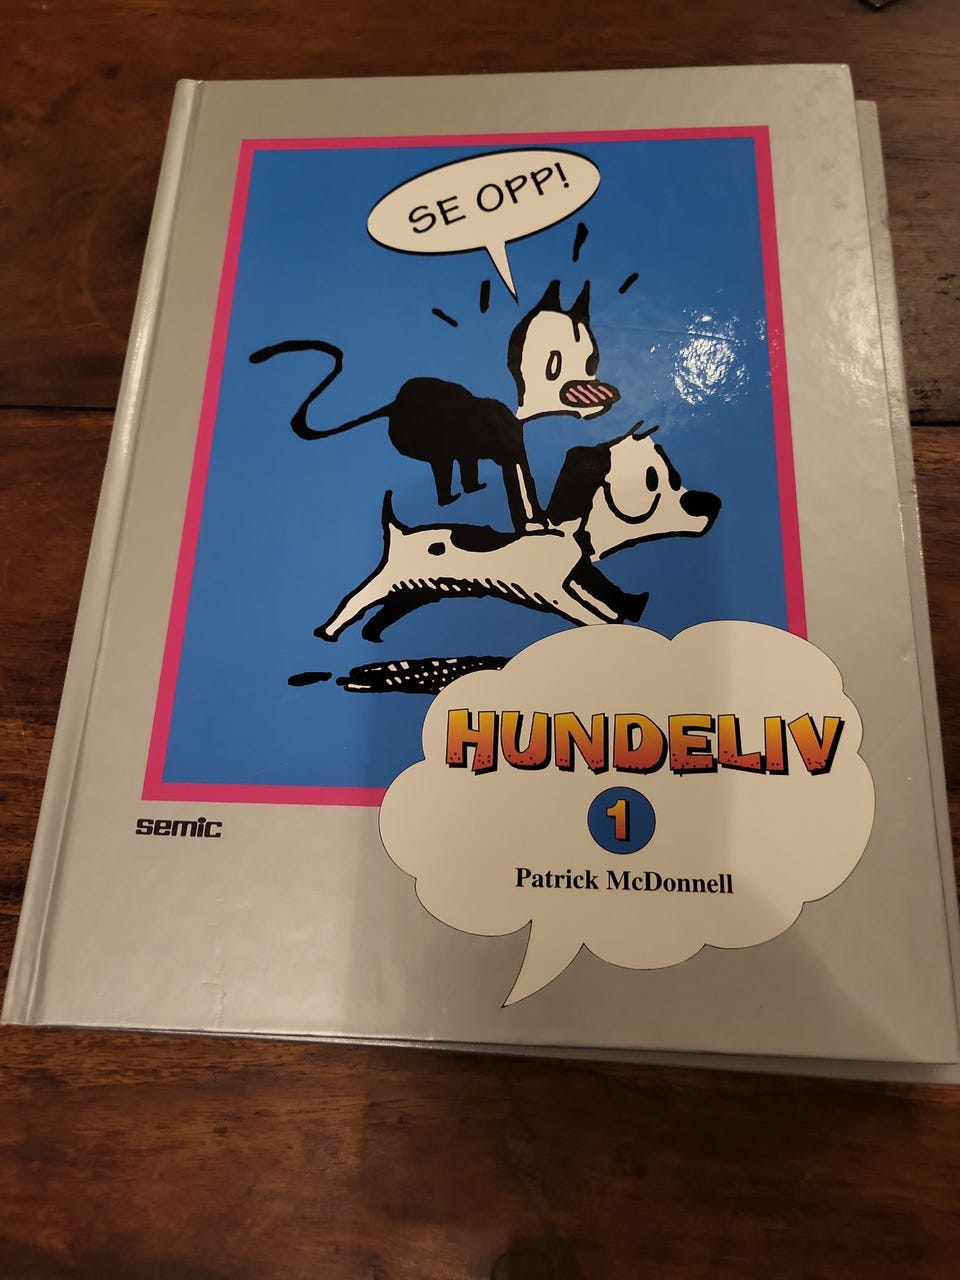 SE OPP!
HUNDELIV
1
semic
Patrick McDonnell